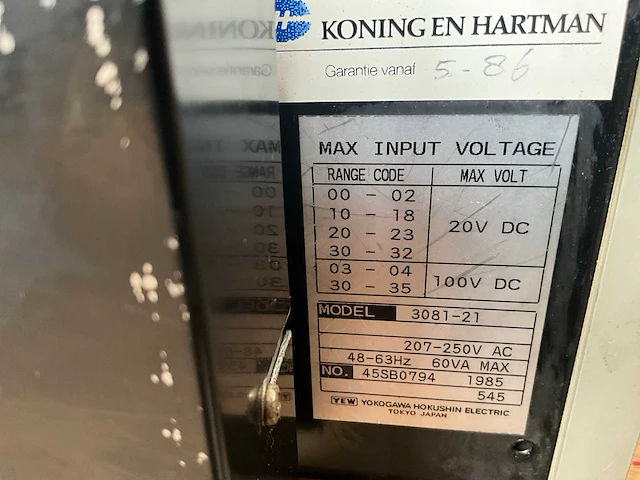 KONING EN HARTMAN
Garantie vanaf 5-86
MAX INPUT VOLTAGE
RANGE CODE MAX VOLT
00 - 02
10 - 18
20 - 23
30 - 32
20V DC
03 - 04
30 - 35
100V DC
MODEL 3081-21
207-250V AC
48-63Hz 60VA MAX
NO. 45SB0794 1985
545
YEW YOKOGAWA HOKUSHIN ELECTRIC
TOKYO JAPAN